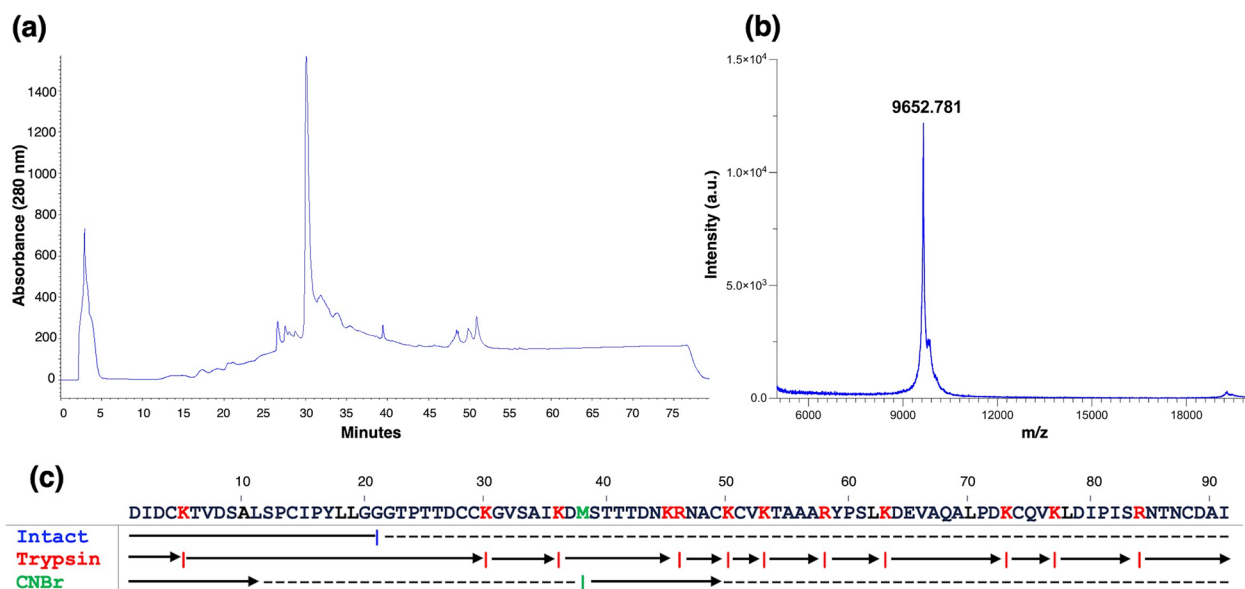 (a)
Absorbance (280 nm)
1400
1200
1000
800
600
400
200
0
0 5 10 15 20 25 30 35 40 45 50 55 60 65 70 75
Minutes
(b)
Intensity (a.u.)
1.5×10⁴
1.0×10⁴
5.0×10³
0.0
9652.781
6000 9000 12000 15000 18000
m/z
(c)
10 20 30 40 50 60 70 80 90
DIDCKTVDSALSPCIPYLLGGGTPTTDCCKGVSAIKDMSTTTDNKRNACKCVKTAAARYPSLKDEVAQALPDKCQVKLDIPISRNTNCDAI
Intact
Trypsin
CNBr